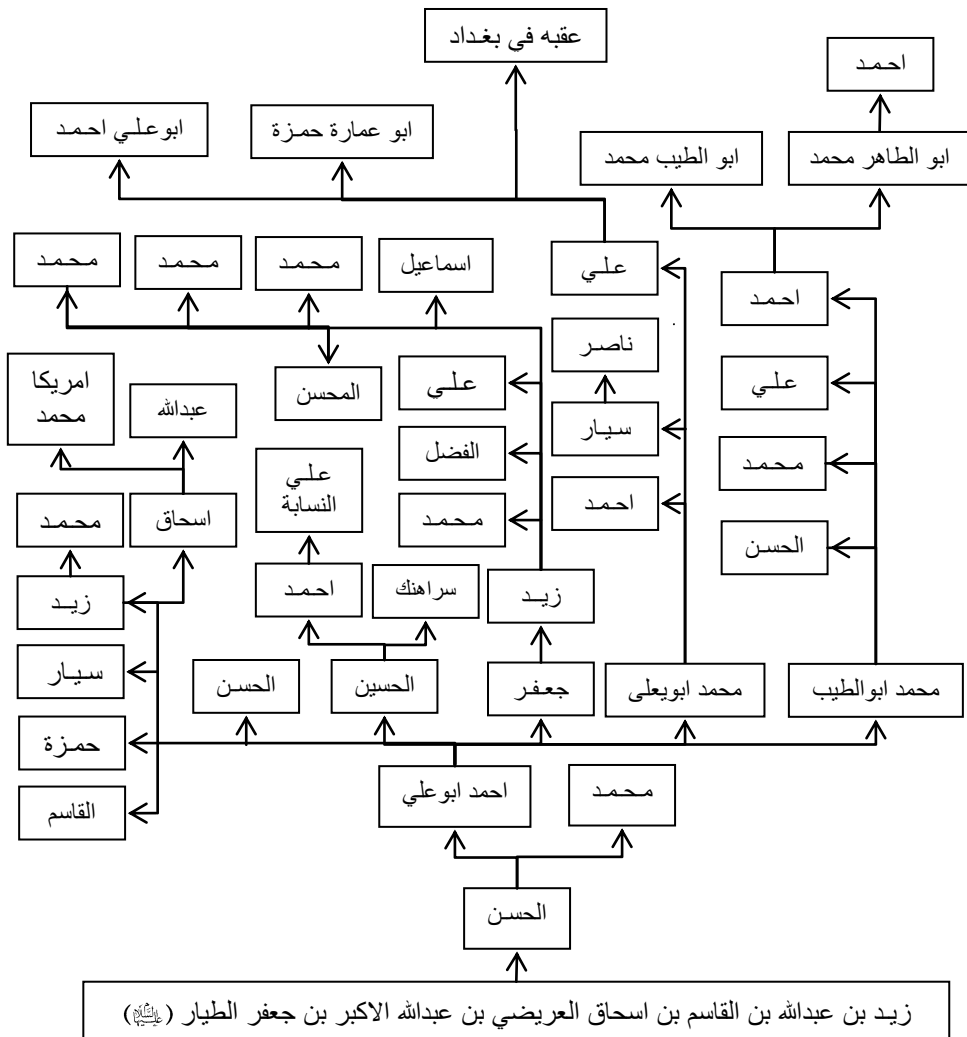 عقبه في بغداد
احمد
ابوعلي احمد
ابو عمارة حمزة
ابو الطيب محمد
ابو الطاهر محمد
محمد
محمد
محمد
اسماعيل
علي
احمد
ناصر
امريكا
محمد
عبدالله
المحسن
علي
علي
سيار
الفضل
محمد
علي
النسابة
محمد
اسحاق
محمد
احمد
الحسن
زيد
احمد
سراهنك
زيد
سيار
الحسن
الحسين
جعفر
محمد ابويعلى
محمد ابوالطيب
حمزة
القاسم
احمد ابوعلي
محمد
الحسن
زيد بن عبدالله بن القاسم بن اسحاق العريضي بن عبدالله الاكبر بن جعفر الطيار (عليه السلام)